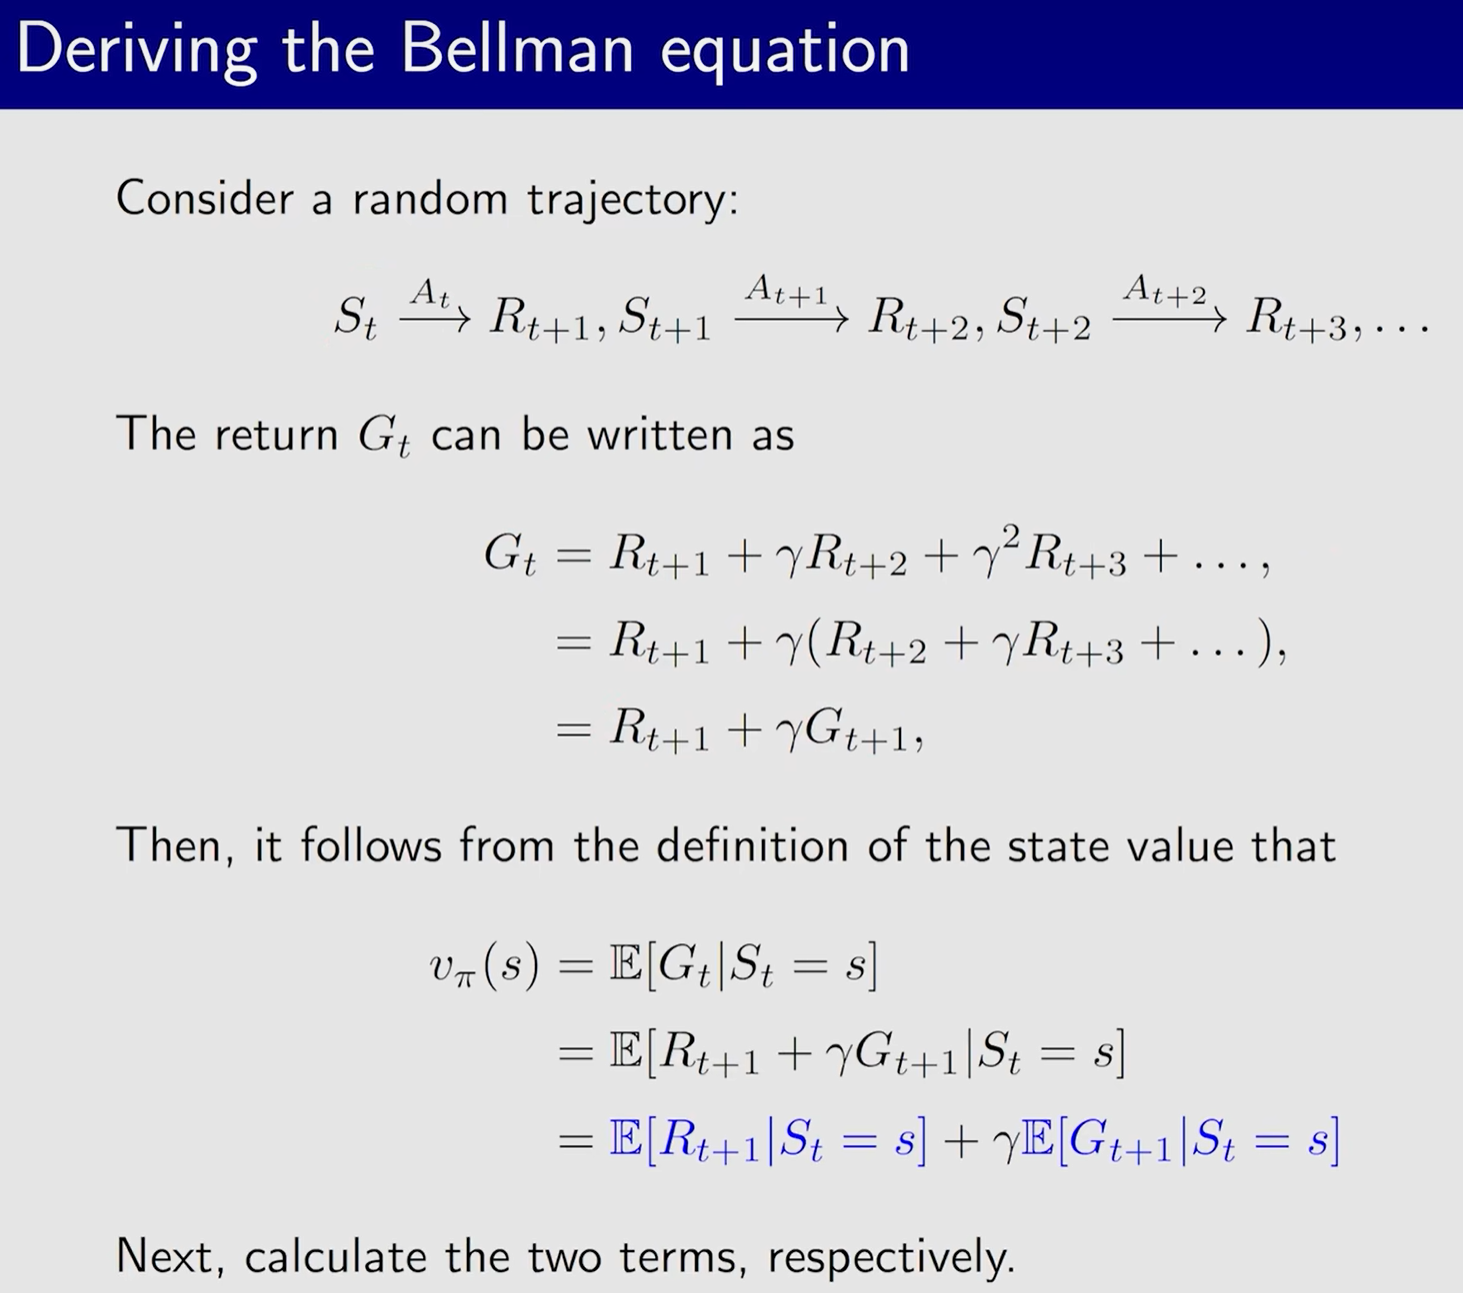 Deriving the Bellman equation
Consider a random trajectory:
$S_t \xrightarrow{A_t} R_{t+1}, S_{t+1} \xrightarrow{A_{t+1}} R_{t+2}, S_{t+2} \xrightarrow{A_{t+2}} R_{t+3}, \ldots$
The return $G_t$ can be written as
$G_t = R_{t+1} + \gamma R_{t+2} + \gamma^2 R_{t+3} + \ldots,$
$= R_{t+1} + \gamma(R_{t+2} + \gamma R_{t+3} + \ldots),$
$= R_{t+1} + \gamma G_{t+1},$
Then, it follows from the definition of the state value that
$v_\pi(s) = \mathbb{E}[G_t|S_t = s]$
$= \mathbb{E}[R_{t+1} + \gamma G_{t+1}|S_t = s]$
$= \mathbb{E}[R_{t+1}|S_t = s] + \gamma \mathbb{E}[G_{t+1}|S_t = s]$
Next, calculate the two terms, respectively.